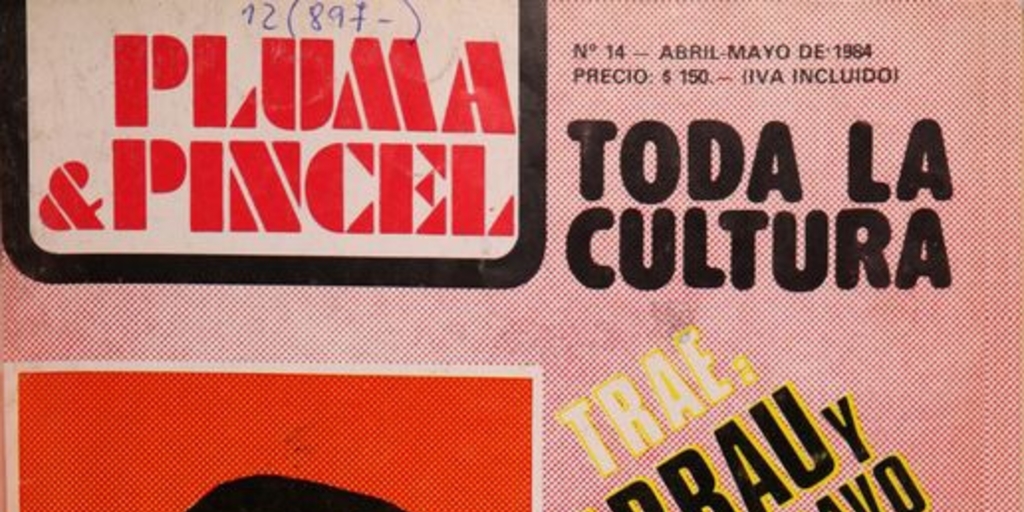 12 (897-)
PLUMA
& PINCEL
Nº 14 — ABRIL-MAYO DE 1984
PRECIO: $ 150.— (IVA INCLUIDO)
TODA LA
CULTURA
TRAE:
Y